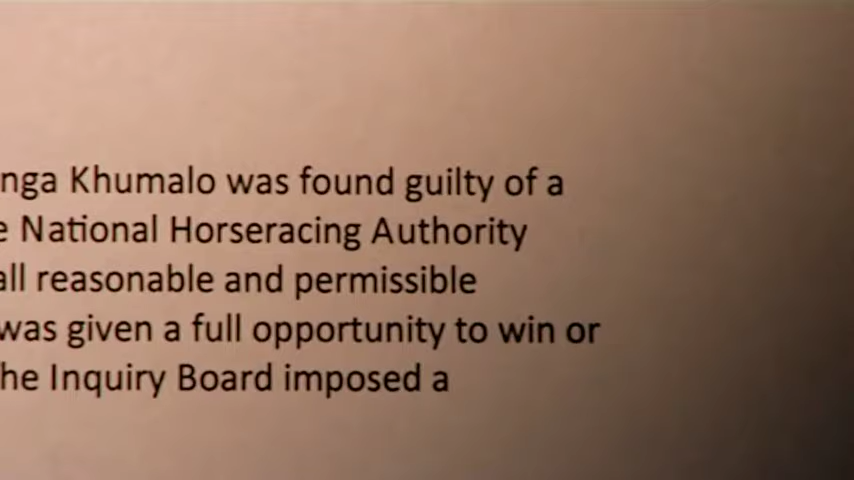 nga Khumalo was found guilty of a
e National Horseracing Authority
all reasonable and permissible
was given a full opportunity to win or
he Inquiry Board imposed a